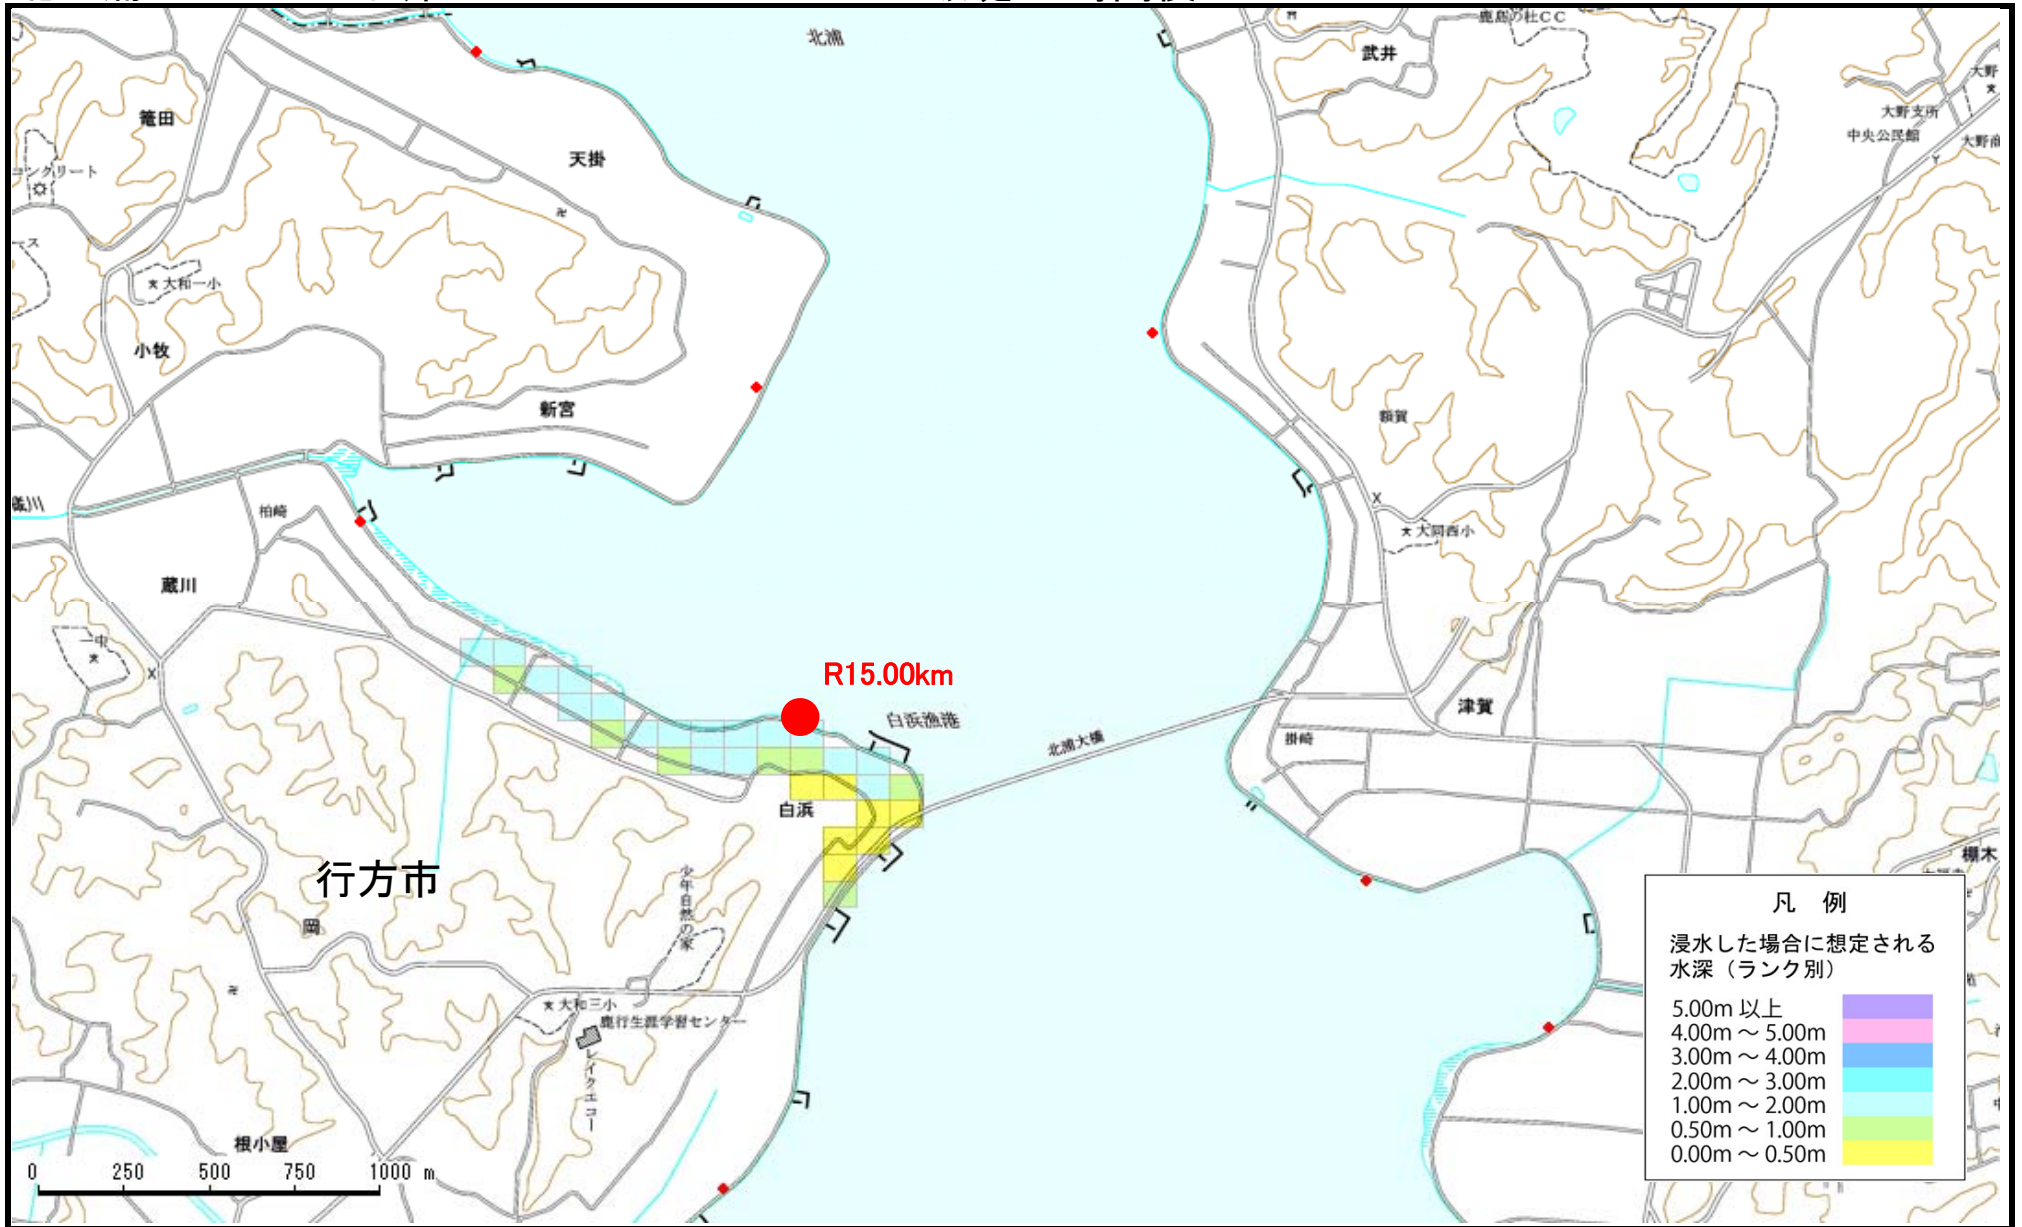 北浦
鹿島の杜CC
武井
大野
大野支所
中央公民館
大野商
篭田
天掛
コンクリート
ース
大和一小
小牧
新宮
額賀
大同西小
蔵川
柏崎
蔵川
一中
R15.00km
白浜漁港
北浦大橋
津賀
掛崎
白浜
行方市
岡
少年自然の家
棚木
大和三小
鹿行生涯学習センター
レイクエコー
根小屋
0 250 500 750 1000 m
凡 例
浸水した場合に想定される
水深（ランク別）
5.00m 以上
4.00m ～ 5.00m
3.00m ～ 4.00m
2.00m ～ 3.00m
1.00m ～ 2.00m
0.50m ～ 1.00m
0.00m ～ 0.50m